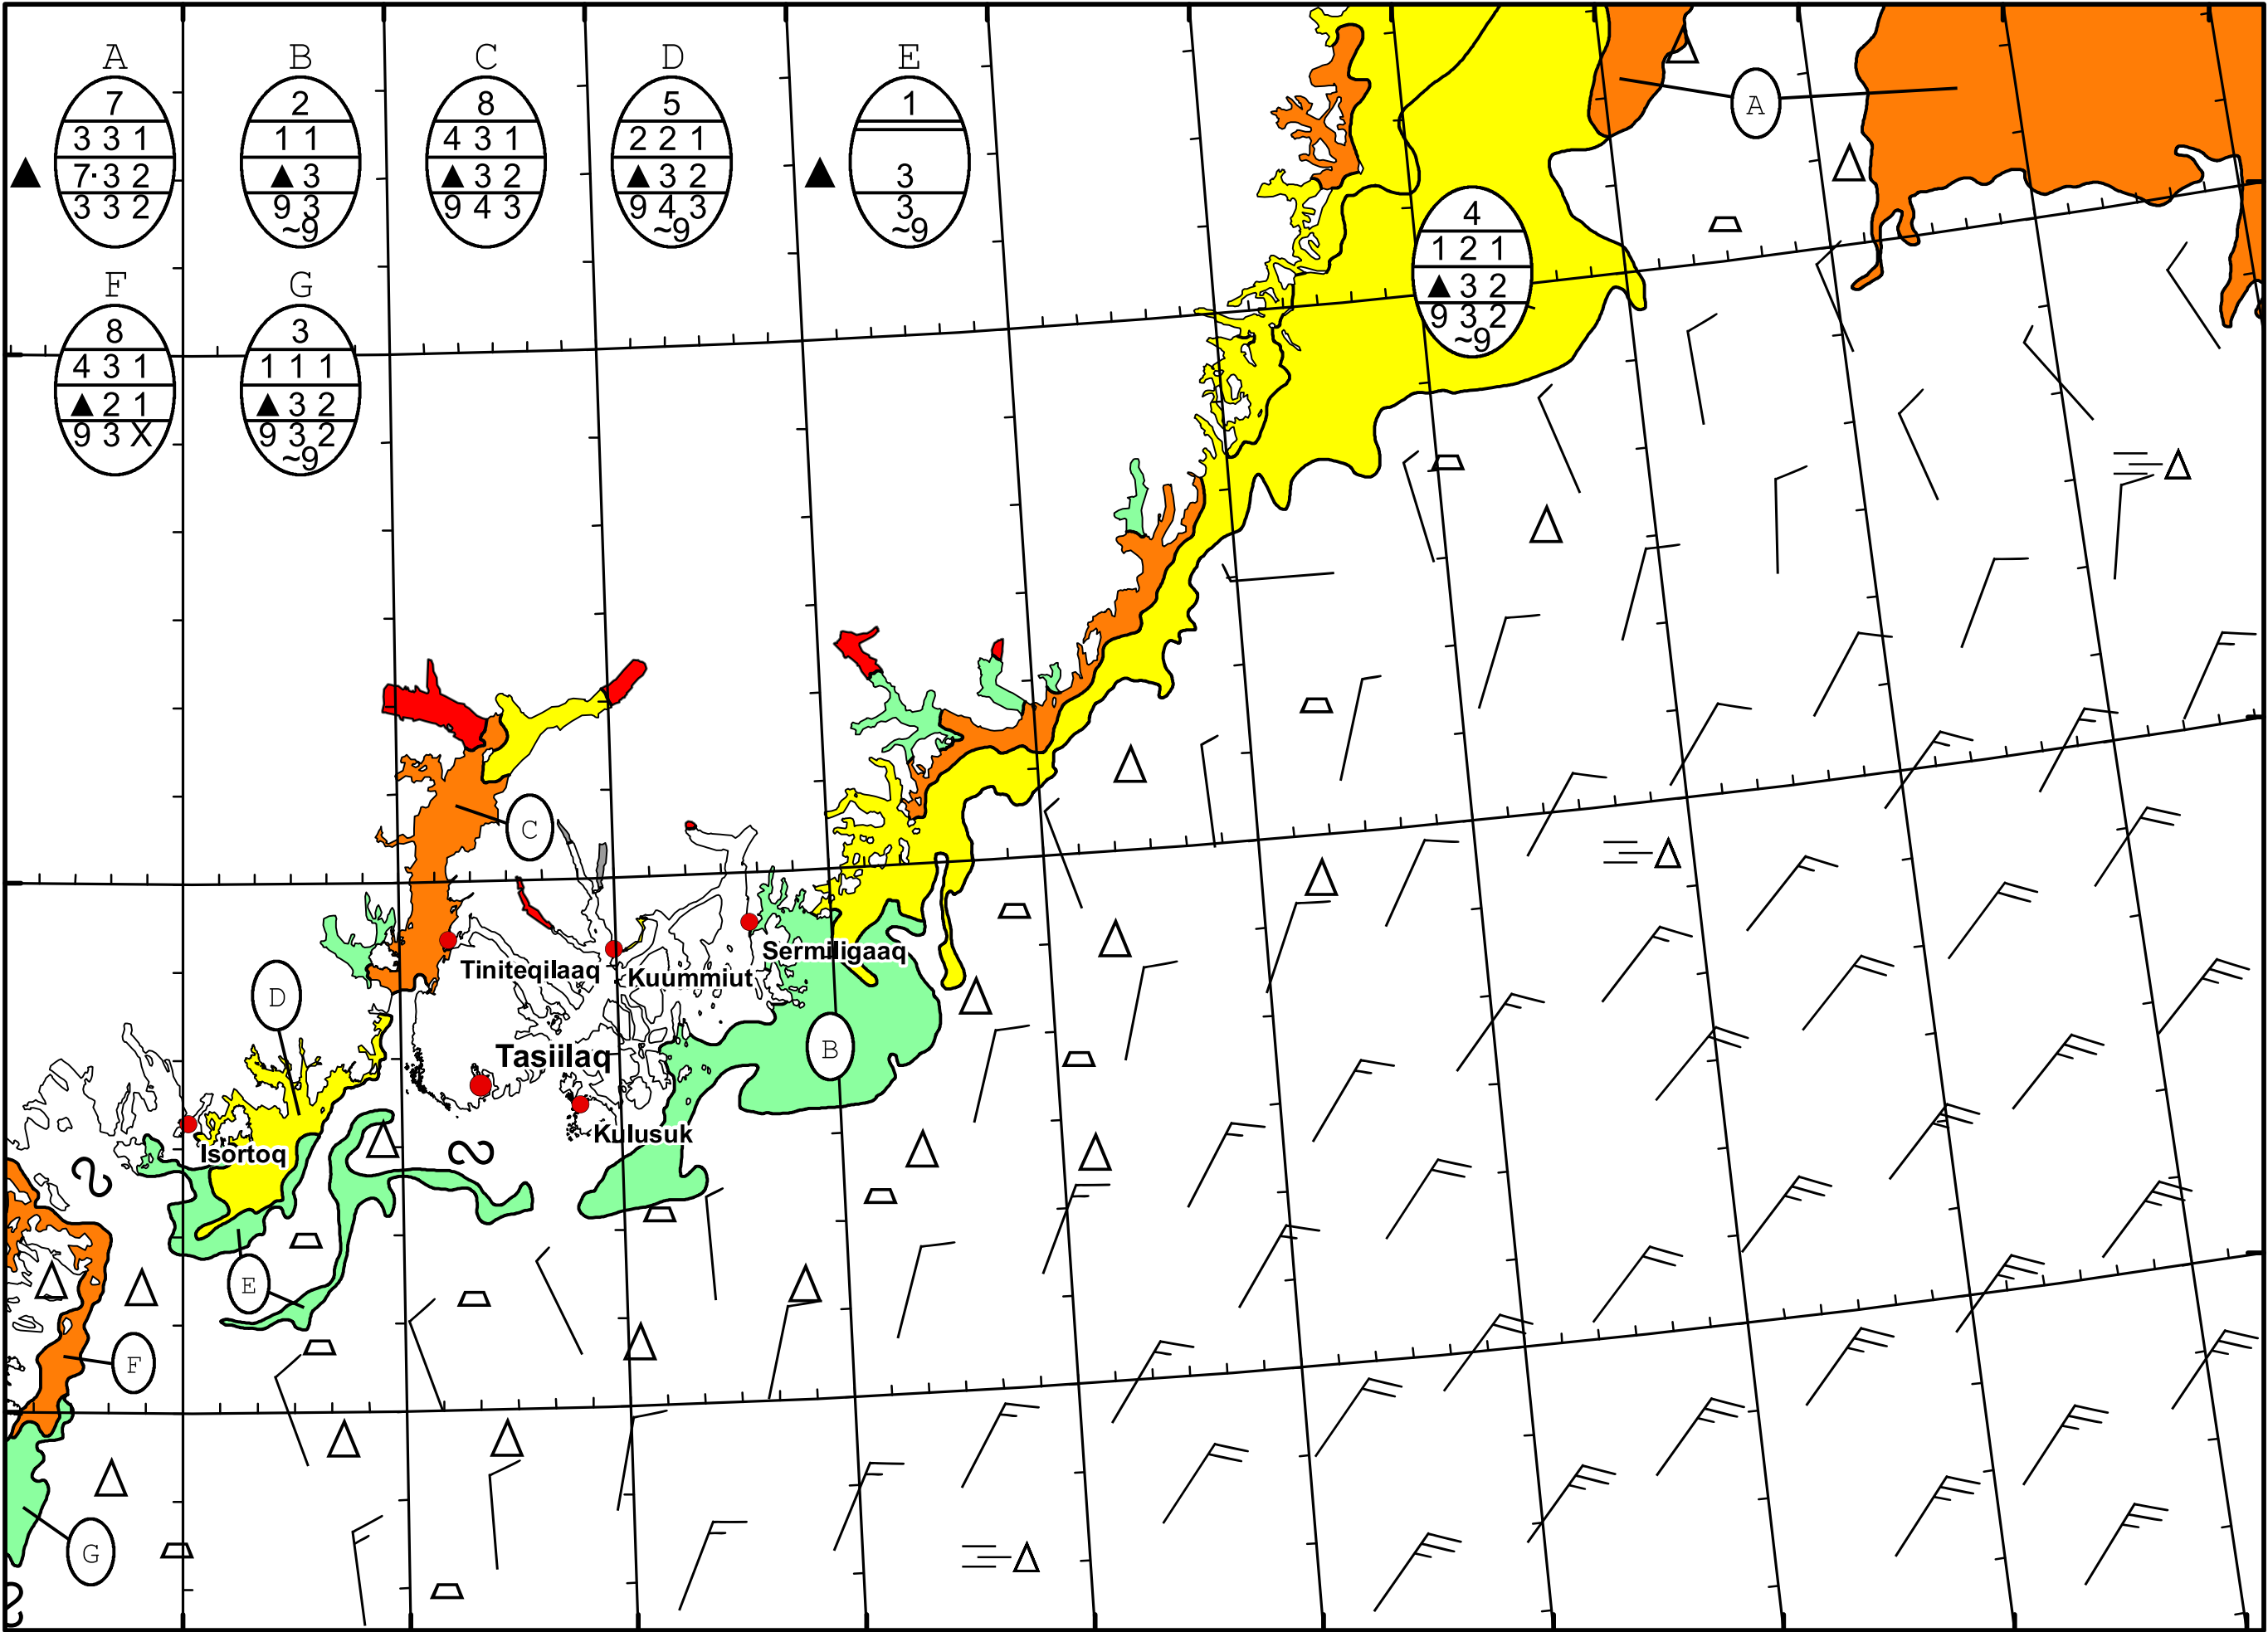 A B C D E
7 2 8 5 1
3 3 1 1 1 4 3 1 2 2 1
▲ 7· 3 2 ▲ 3 ▲ 3 2 ▲ 3 2 ▲ 3
3 3 2 9 3 9 4 3 9 4 3 3
~9 ~9 ~9
A
4
1 2 1
▲ 3 2
9 3 2
~9
F G
8 3
4 3 1 1 1 1
▲ 2 1 ▲ 3 2
9 3 X 9 3 2
~9
C
Sermiligaaq
Tiniteqilaaq
Kuummiut
D
B
Tasiilaq
Kulusuk
Isortoq
E
F
G